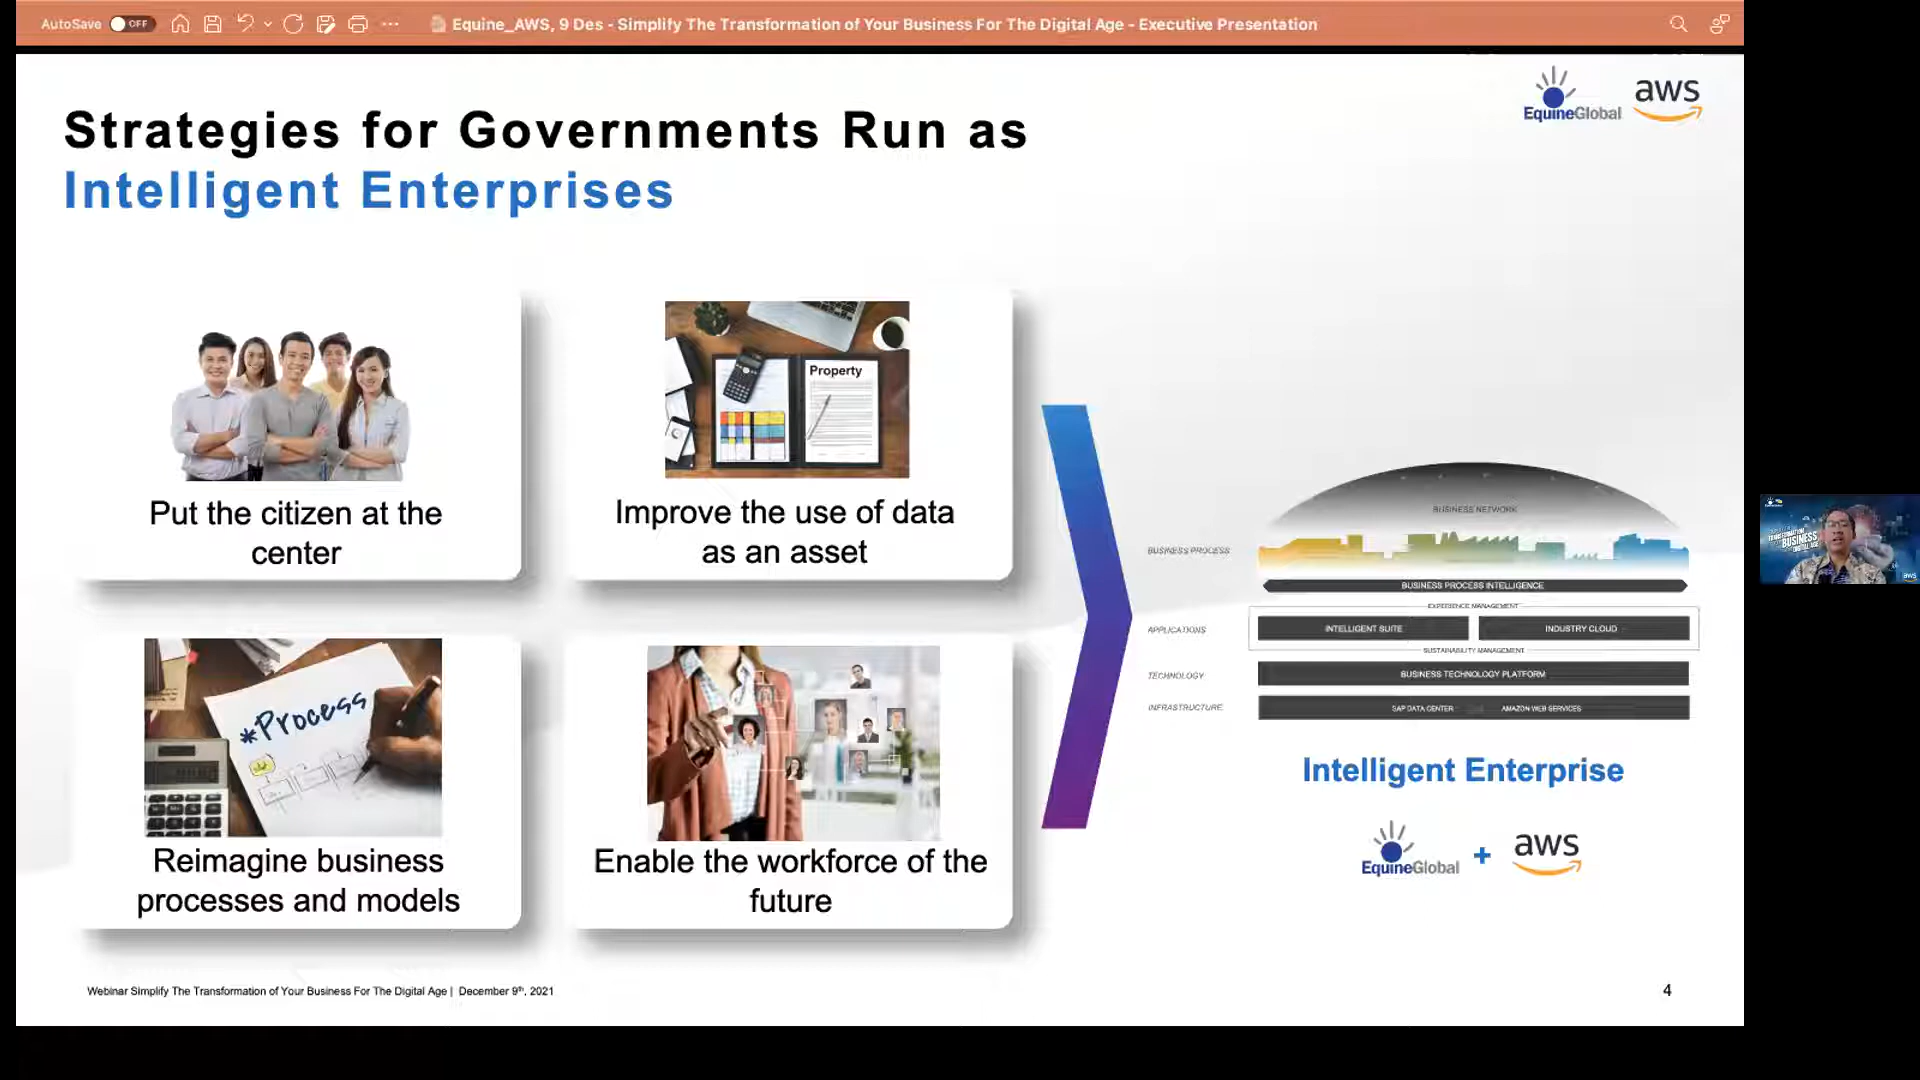 AutoSave OFF
Equine_AWS, 9 Des - Simplify The Transformation of Your Business For The Digital Age - Executive Presentation
EquineGlobal
aws
Strategies for Governments Run as
Intelligent Enterprises
Property
Put the citizen at the
center
Improve the use of data
as an asset
*Process
Reimagine business
processes and models
Enable the workforce of the
future
BUSINESS NETWORK
BUSINESS PROCESS
BUSINESS PROCESS INTELLIGENCE
EXPERIENCE MANAGEMENT
APPLICATIONS
INTELLIGENT SUITE
INDUSTRY CLOUD
SUSTAINABILITY MANAGEMENT
TECHNOLOGY
BUSINESS TECHNOLOGY PLATFORM
INFRASTRUCTURE
SAP DATA CENTER
AMAZON WEB SERVICES
Intelligent Enterprise
EquineGlobal + aws
TRANSFORMATION
BUSINESS
DIGITAL AGE
aws
Webinar Simplify The Transformation of Your Business For The Digital Age | December 9th, 2021
4